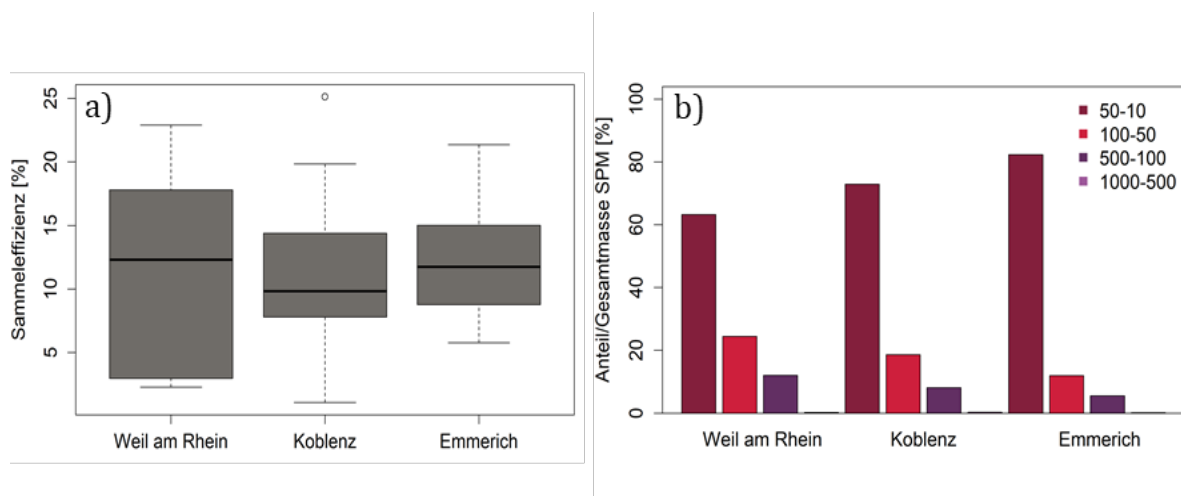 a)
Sammeleffizienz [%]
25
20
15
10
5
Weil am Rhein Koblenz Emmerich
b)
Anteil/Gesamtmasse SPM [%]
100
80
60
40
20
0
50-10
100-50
500-100
1000-500
Weil am Rhein Koblenz Emmerich